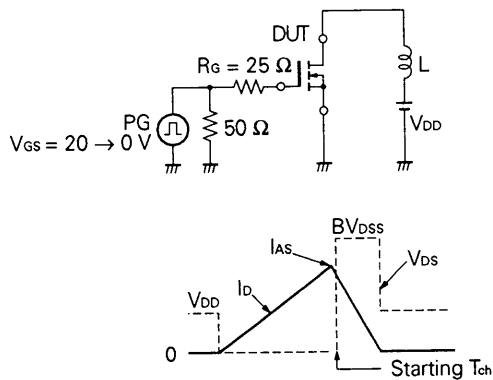 DUT
RG = 25 Ω
L
PG
50 Ω
VDD
VGS = 20 → 0 V
BVDSS
IAS
VDS
ID
VDD
0
Starting Tch